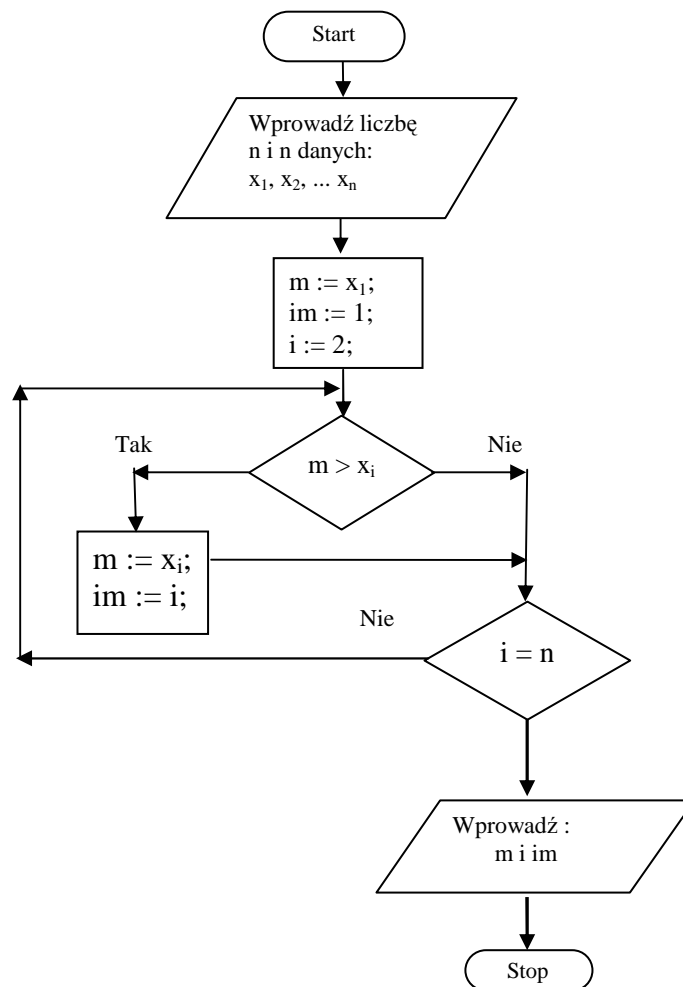 Start
Wprowadź liczbę
n i n danych:
x₁, x₂, ... xₙ
m := x₁;
im := 1;
i := 2;
Tak
Nie
m > xᵢ
m := xᵢ;
im := i;
Nie
i = n
Wprowadź :
m i im
Stop